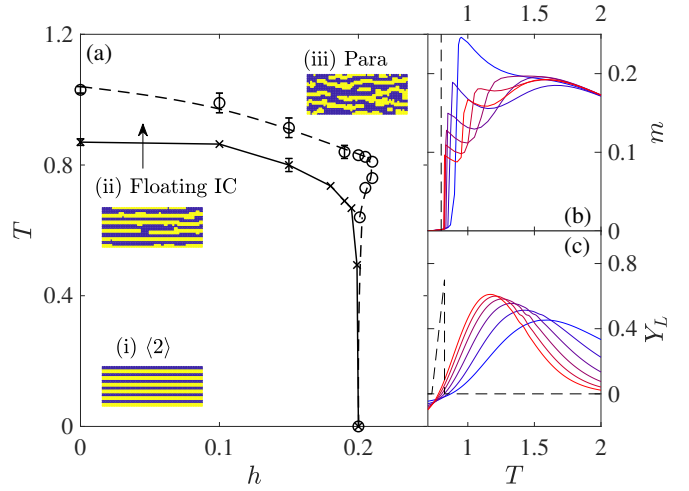 (a)
(iii) Para
(ii) Floating IC
(i) ⟨2⟩
T
1.2
0.8
0.4
0
0 0.1 0.2
h
1 1.5 2
0.2
0.1
0
m
(b)
(c)
0.8
0.4
0
Y_L
1 1.5 2
T